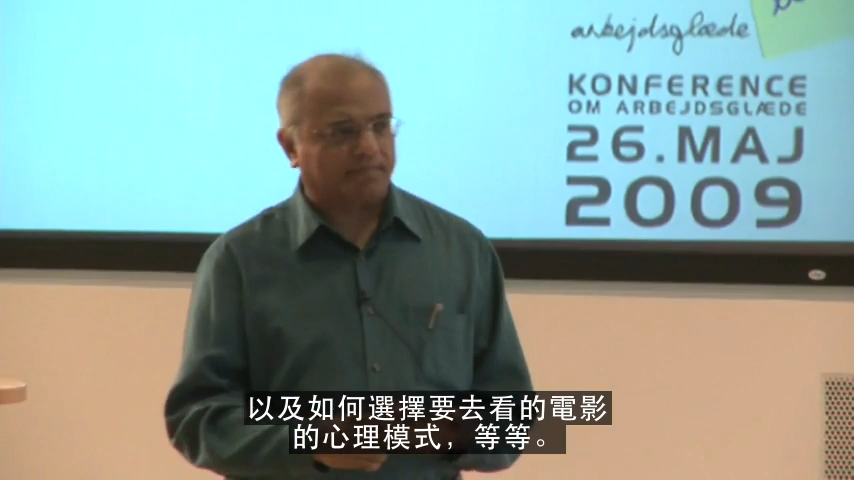 arbejdsglæde
KONFERENCE
OM ARBEJDSGLÆDE
26.MAJ
2009
以及如何選擇要去看的電影
的心理模式，等等。